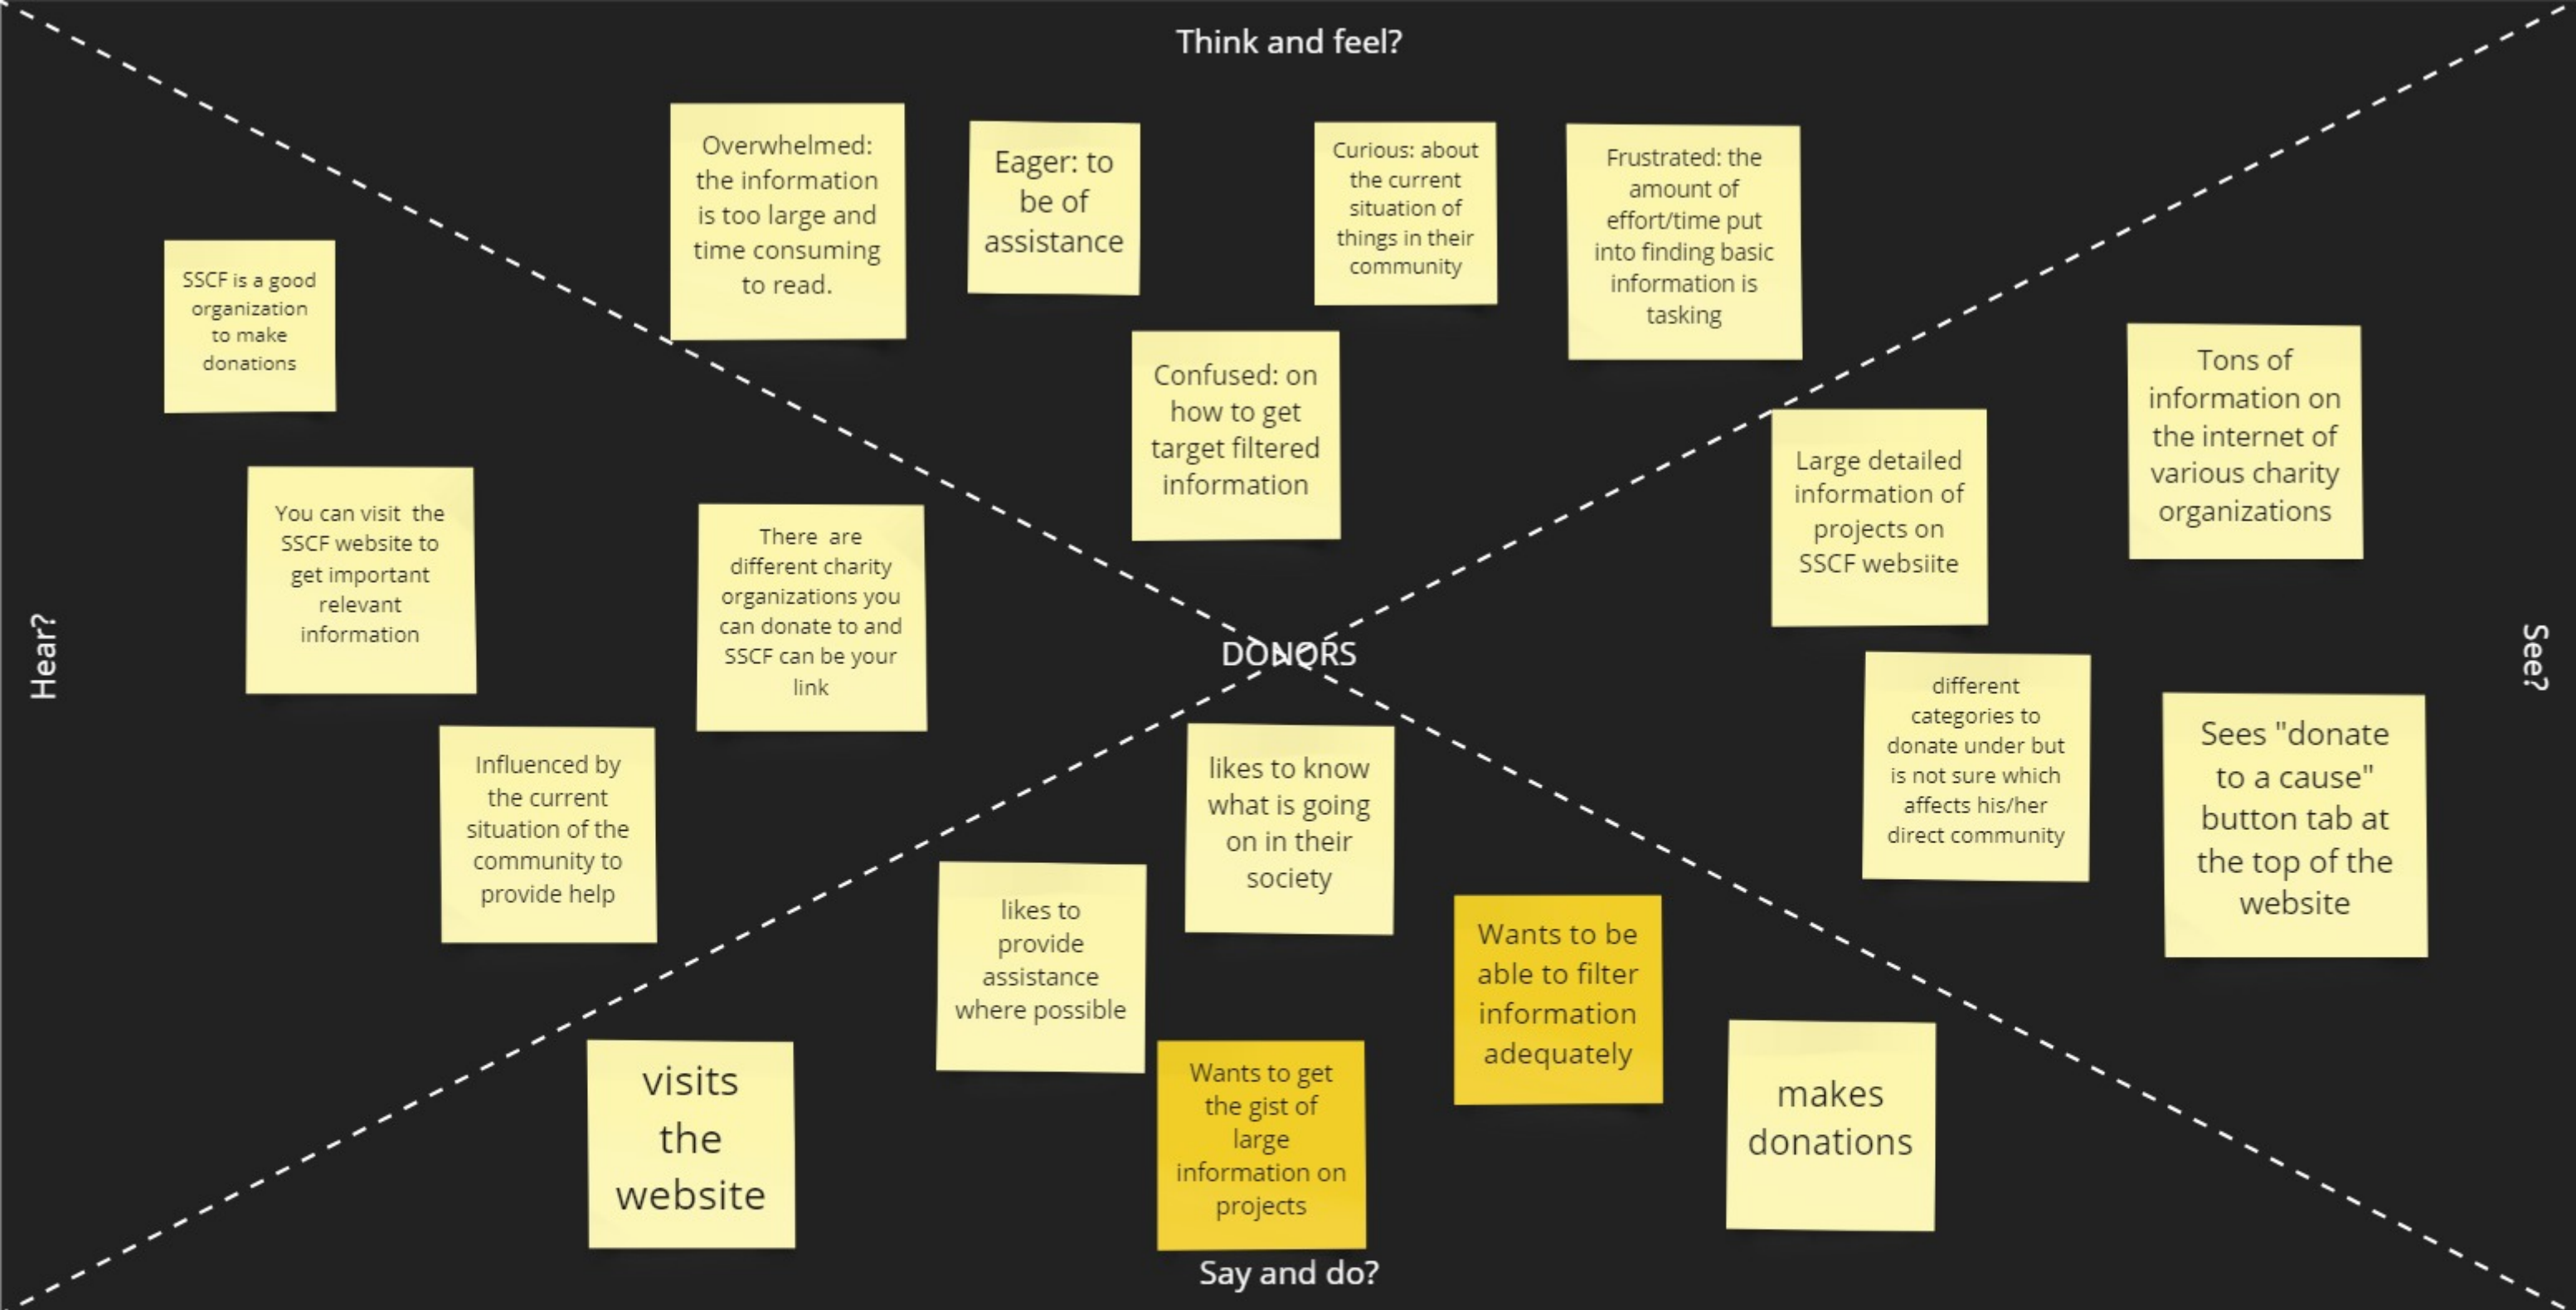 Think and feel?
Overwhelmed:
the information
is too large and
time consuming
to read.
Eager: to
be of
assistance
Curious: about
the current
situation of
things in their
community
Frustrated: the
amount of
effort/time put
into finding basic
information is
tasking
Confused: on
how to get
target filtered
information
Hear?
SSCF is a good
organization
to make
donations
You can visit the
SSCF website to
get important
relevant
information
There are
different charity
organizations you
can donate to and
SSCF can be your
link
Influenced by
the current
situation of the
community to
provide help
DONORS
See?
Large detailed
information of
projects on
SSCF websiite
Tons of
information on
the internet of
various charity
organizations
different
categories to
donate under but
is not sure which
affects his/her
direct community
Sees "donate
to a cause"
button tab at
the top of the
website
likes to know
what is going
on in their
society
likes to
provide
assistance
where possible
Wants to be
able to filter
information
adequately
visits
the
website
Wants to get
the gist of
large
information on
projects
makes
donations
Say and do?